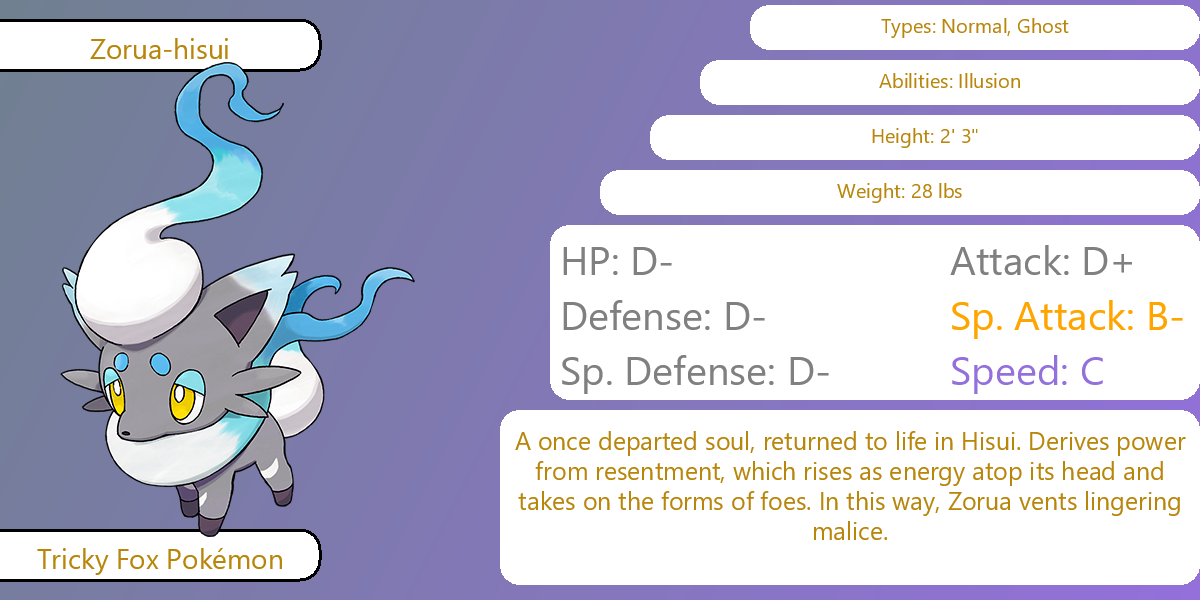 Zorua-hisui
Types: Normal, Ghost
Abilities: Illusion
Height: 2' 3"
Weight: 28 lbs
HP: D-
Attack: D+
Defense: D-
Sp. Attack: B-
Sp. Defense: D-
Speed: C
A once departed soul, returned to life in Hisui. Derives power
from resentment, which rises as energy atop its head and
takes on the forms of foes. In this way, Zorua vents lingering
malice.
Tricky Fox Pokémon